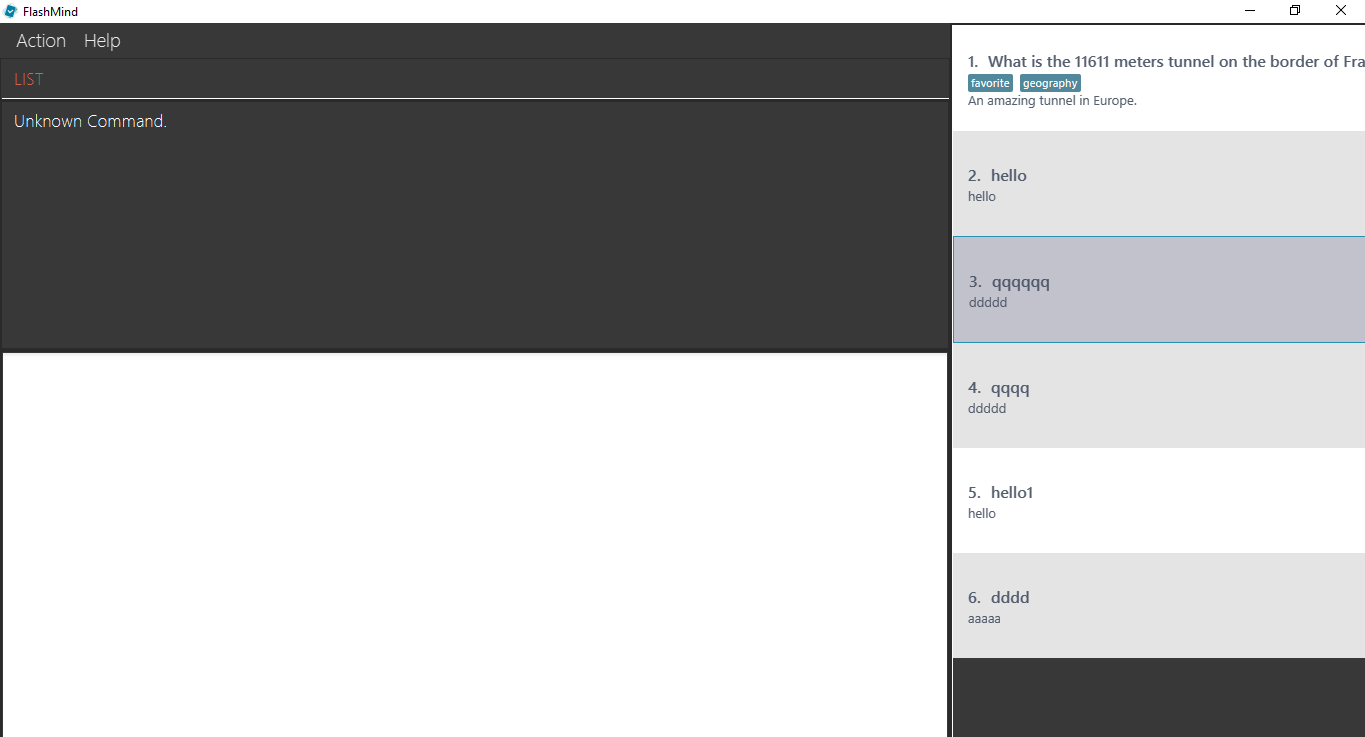 FlashMind
Action Help
LIST
Unknown Command.
1. What is the 11611 meters tunnel on the border of Fra
favorite geography
An amazing tunnel in Europe.
2. hello
hello
3. qqqqqq
ddddd
4. qqqq
ddddd
5. hello1
hello
6. dddd
aaaaa